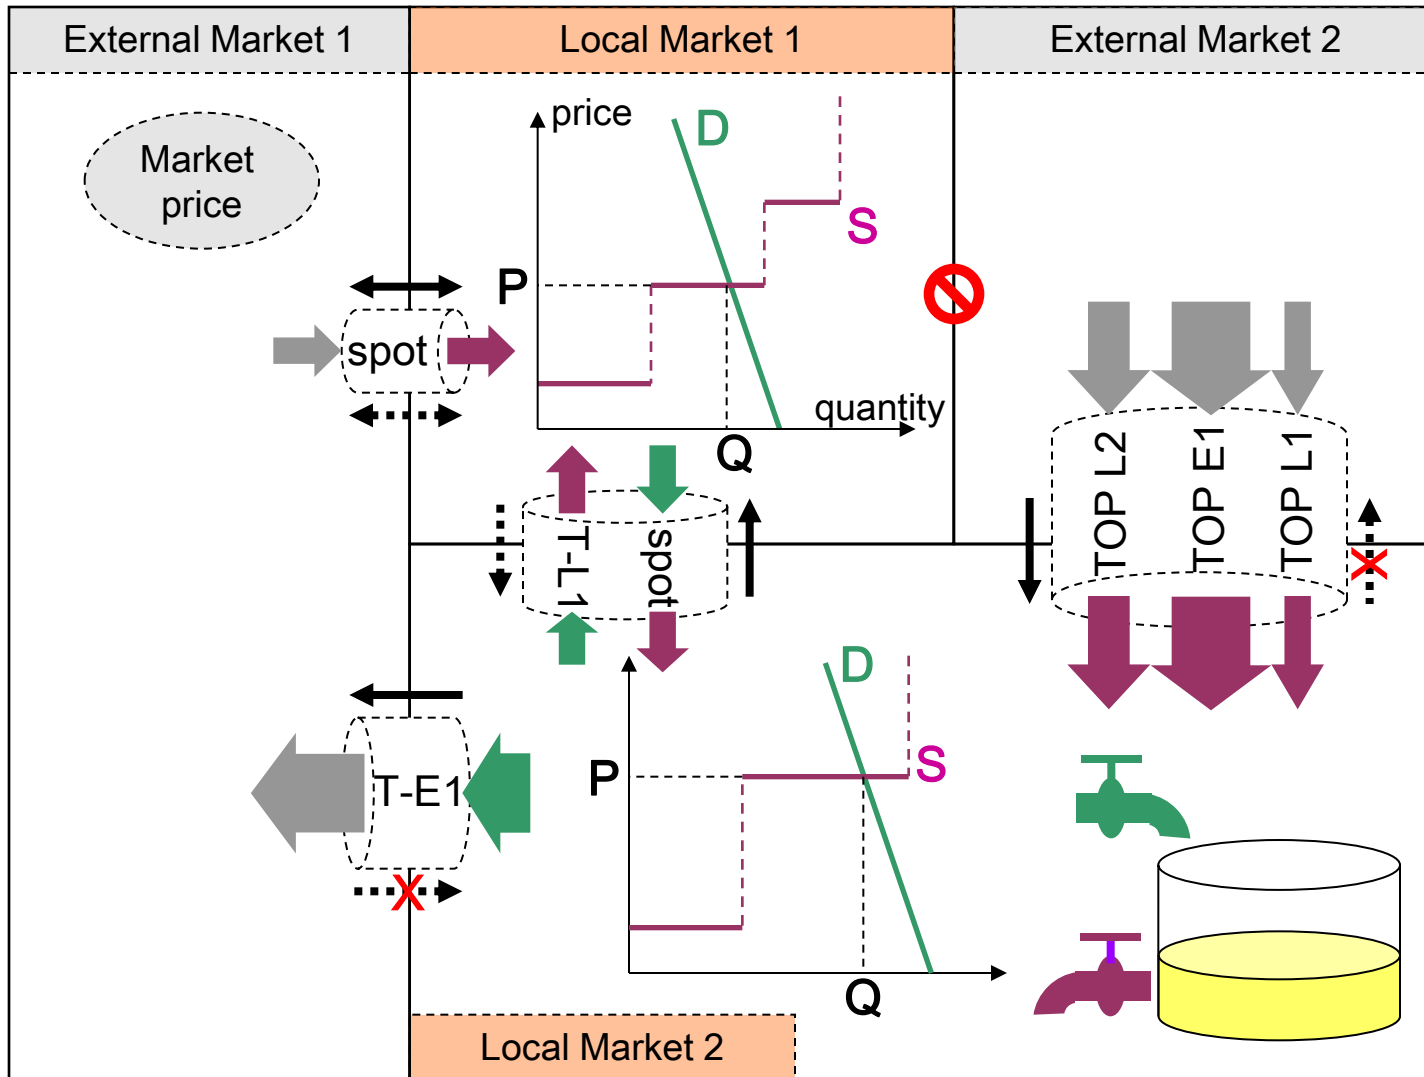 External Market 1
Local Market 1
External Market 2
Market
price
price
D
S
P
spot
quantity
Q
T-L1
spot
TOP L2
TOP E1
TOP L1
X
D
S
P
T-E1
X
Q
Local Market 2